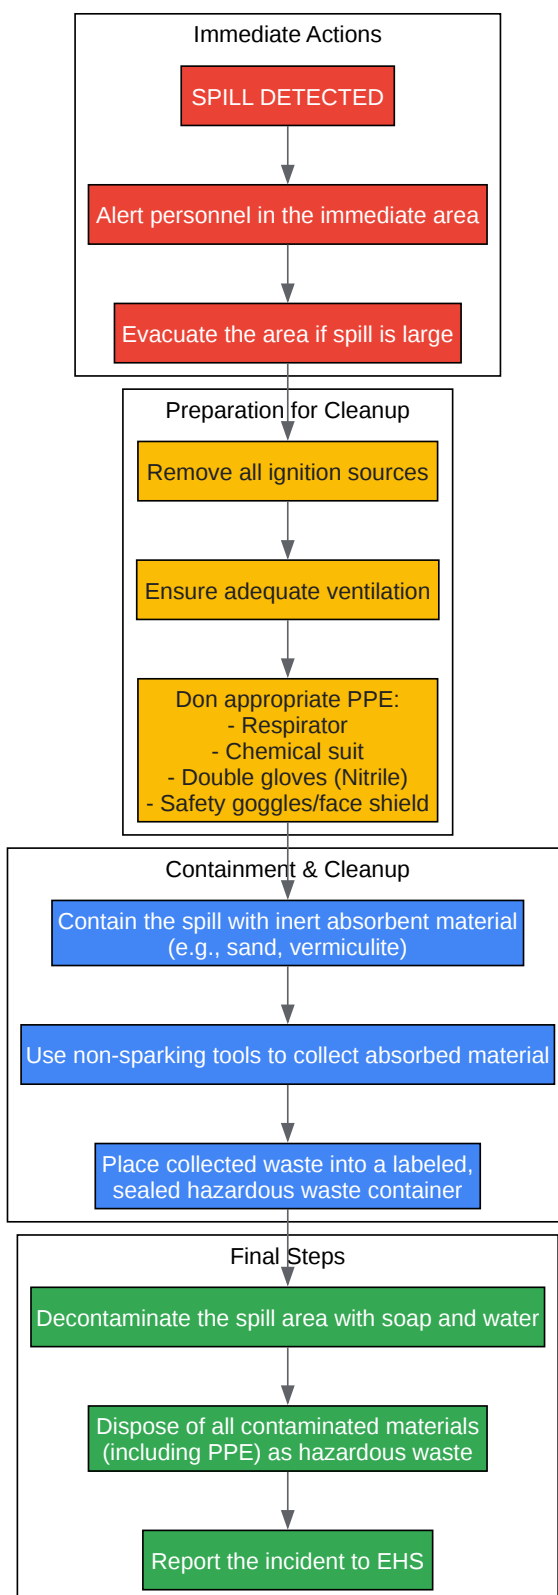 Immediate Actions
SPILL DETECTED
Alert personnel in the immediate area
Evacuate the area if spill is large
Preparation for Cleanup
Remove all ignition sources
Ensure adequate ventilation
Don appropriate PPE:
- Respirator
- Chemical suit
- Double gloves (Nitrile)
- Safety goggles/face shield
Containment & Cleanup
Contain the spill with inert absorbent material
(e.g., sand, vermiculite)
Use non-sparking tools to collect absorbed material
Place collected waste into a labeled,
sealed hazardous waste container
Final Steps
Decontaminate the spill area with soap and water
Dispose of all contaminated materials
(including PPE) as hazardous waste
Report the incident to EHS